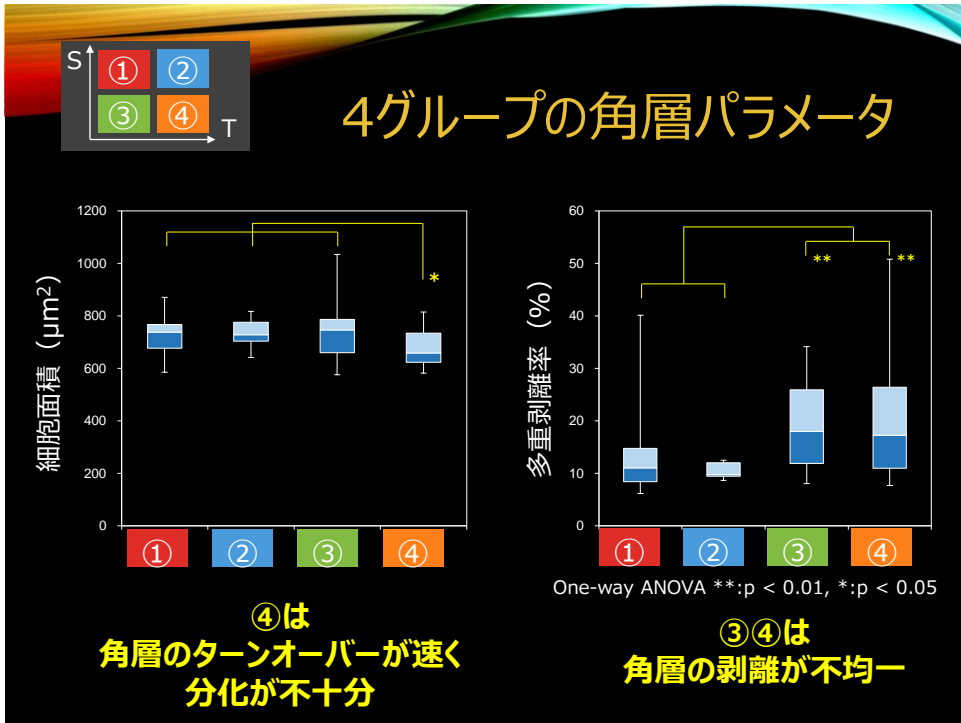 S
① ②
③ ④
T
4グループの角層パラメータ
細胞面積（μm²）
1200
1000
800
600
400
200
0
*
① ② ③ ④
多重剥離率（%）
60
50
40
30
20
10
0
** **
① ② ③ ④
One-way ANOVA **:p < 0.01, *:p < 0.05
④は
角層のターンオーバーが速く
分化が不十分
③④は
角層の剥離が不均一